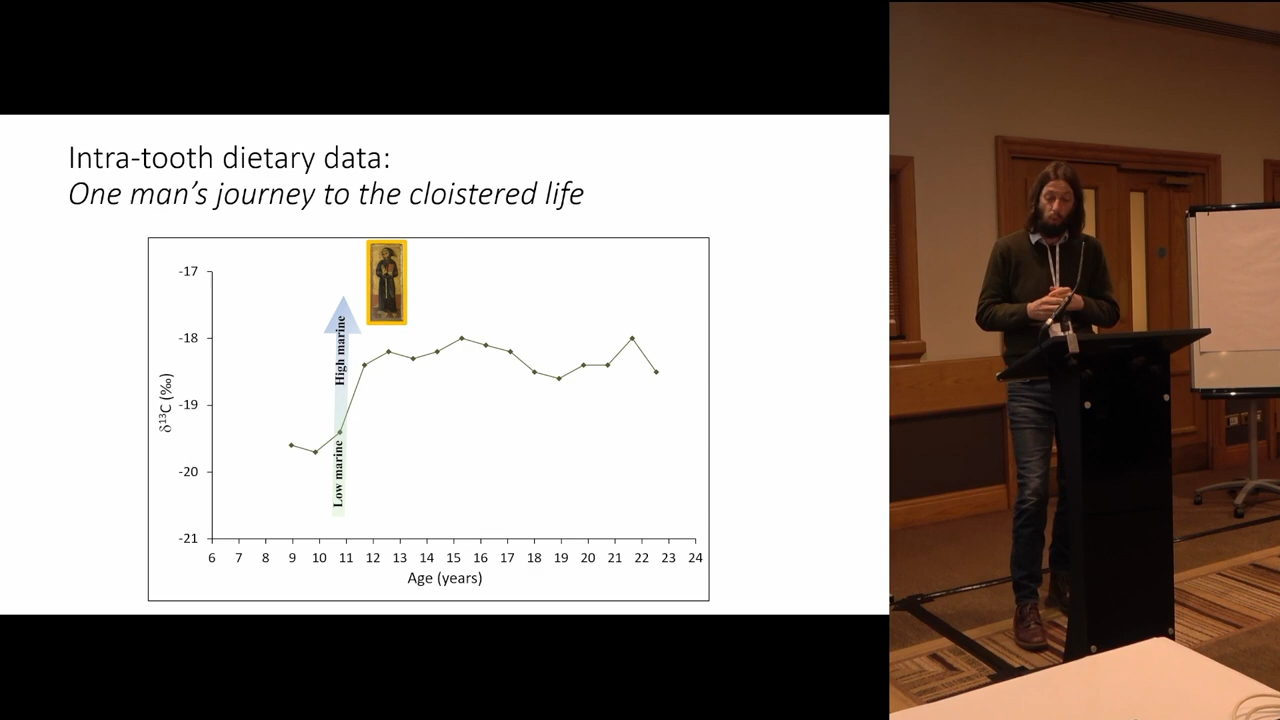 Intra-tooth dietary data:
One man's journey to the cloistered life
-17
-18
-19
-20
-21
δ¹³C (‰)
High marine
Low marine
6 7 8 9 10 11 12 13 14 15 16 17 18 19 20 21 22 23 24
Age (years)